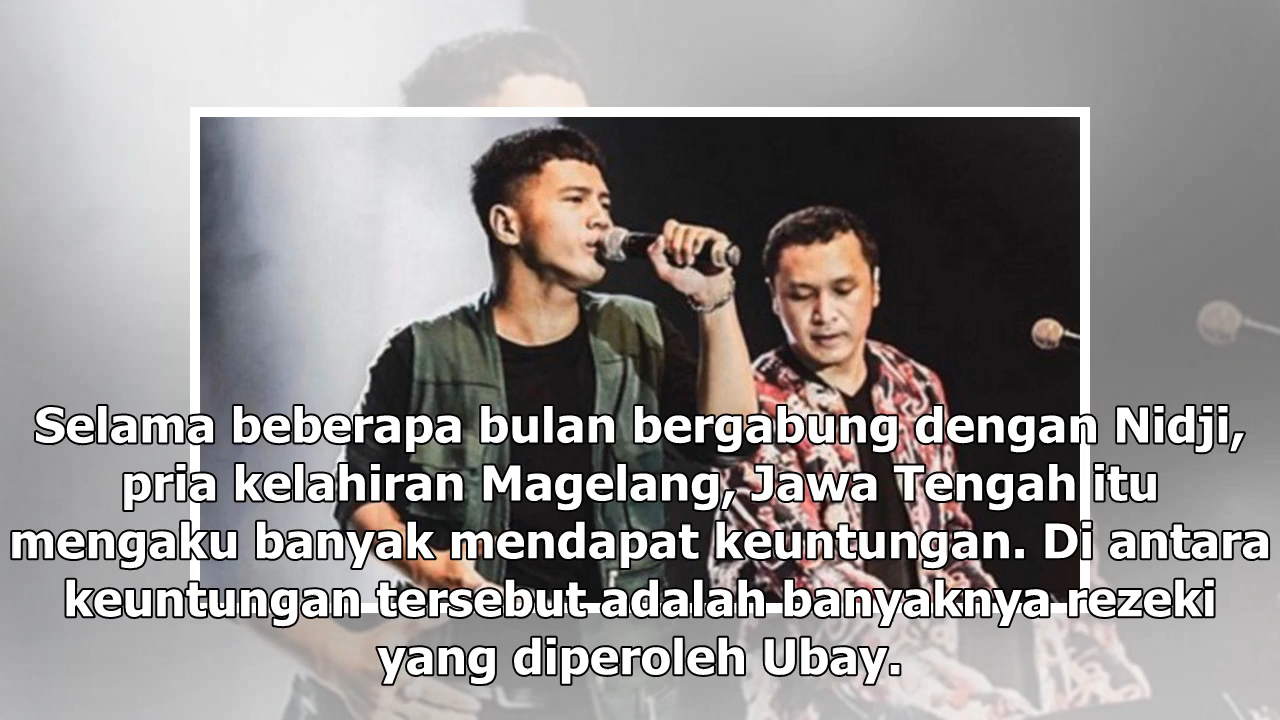 Selama beberapa bulan bergabung dengan Nidji,
pria kelahiran Magelang, Jawa Tengah itu
mengaku banyak mendapat keuntungan. Di antara
keuntungan tersebut adalah banyaknya rezeki
yang diperoleh Ubay.